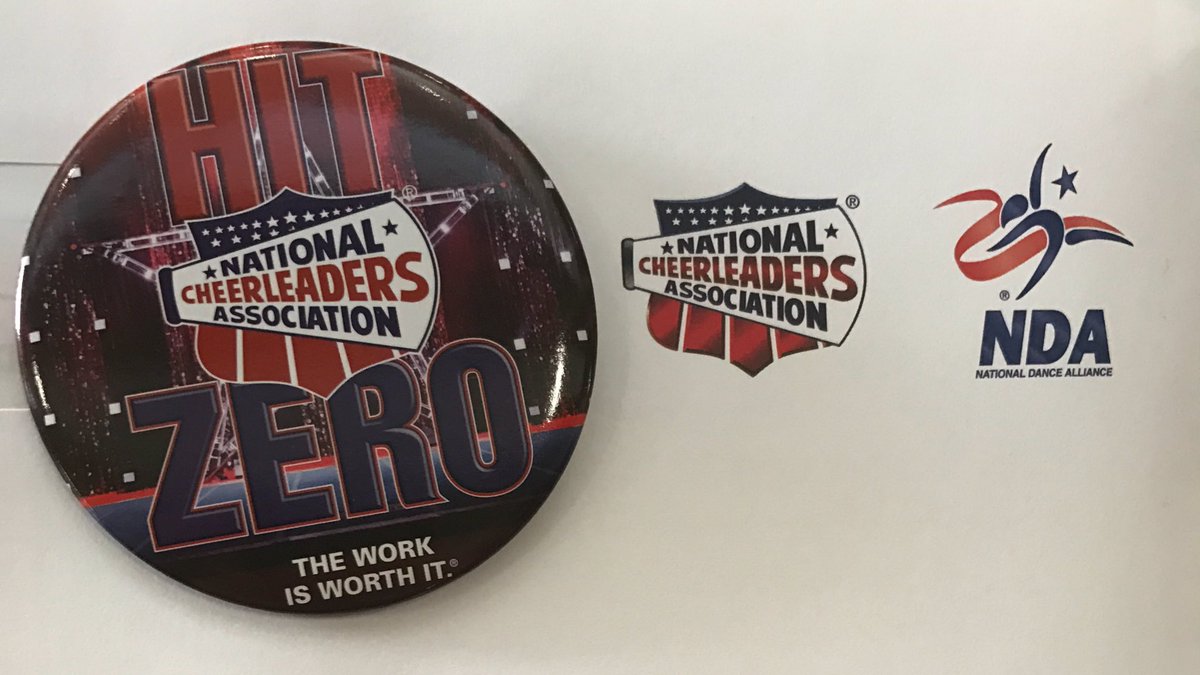 HIT
NATIONAL
CHEERLEADERS
ASSOCIATION
®
ZERO
THE WORK
IS WORTH IT.®
NATIONAL
CHEERLEADERS
ASSOCIATION
®
®
NDA
NATIONAL DANCE ALLIANCE